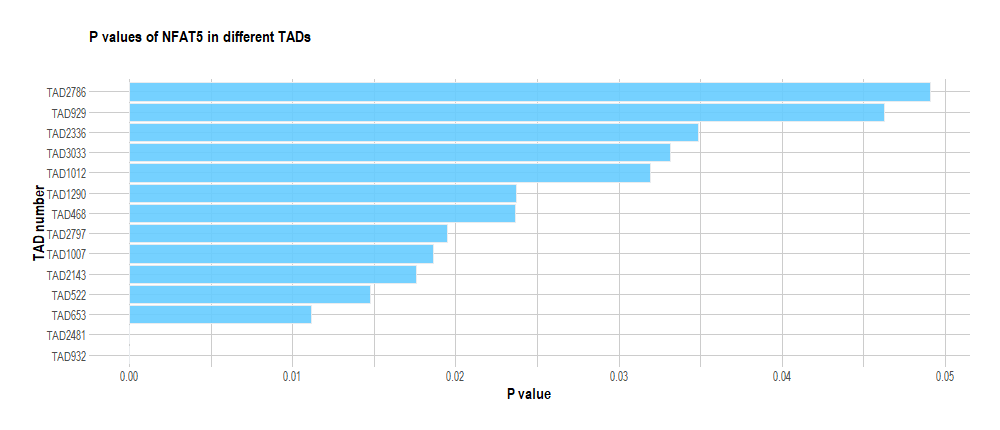 P values of NFAT5 in different TADs
TAD number
TAD2786
TAD929
TAD2336
TAD3033
TAD1012
TAD1290
TAD468
TAD2797
TAD1007
TAD2143
TAD522
TAD653
TAD2481
TAD932
0.00 0.01 0.02 0.03 0.04 0.05
P value